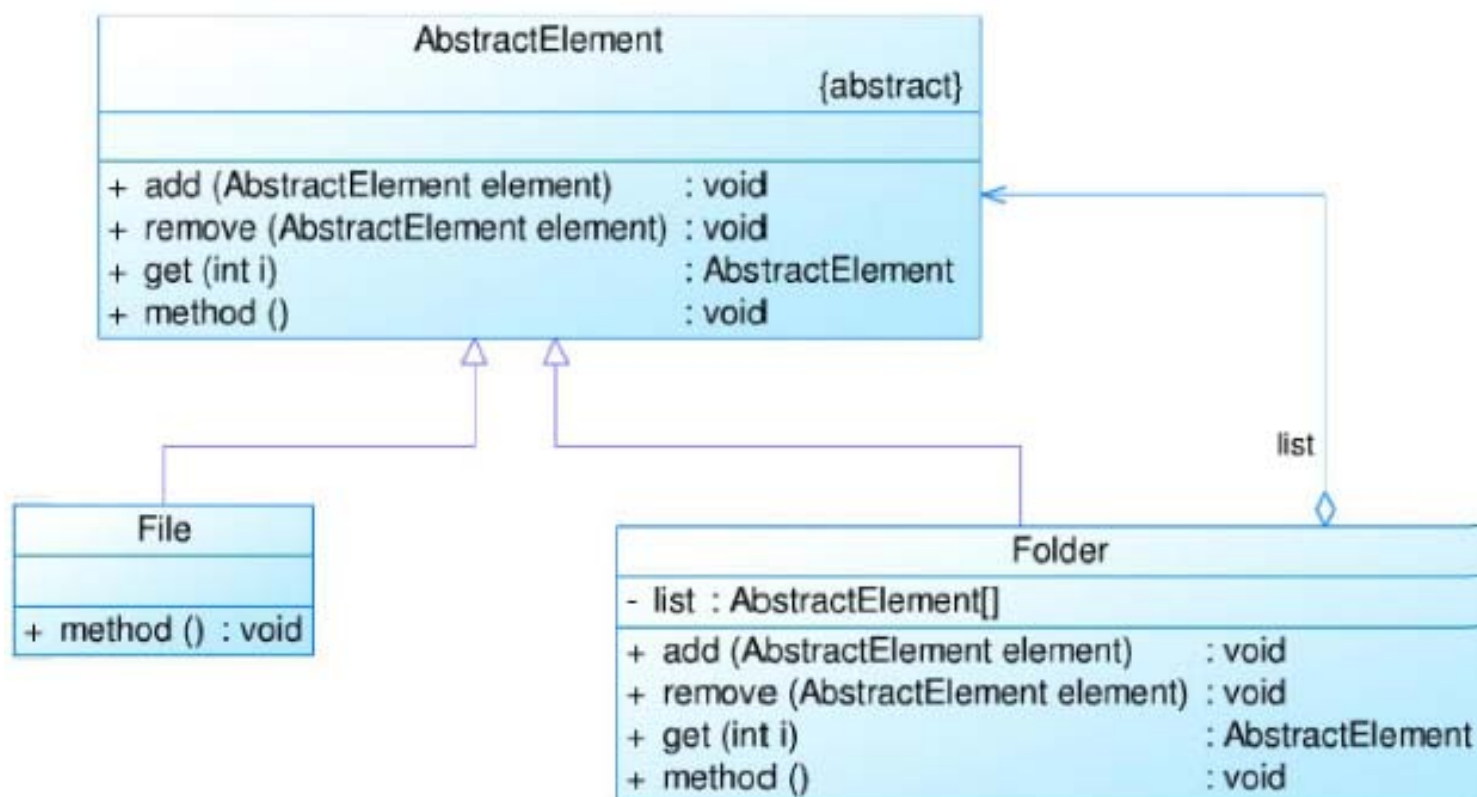 AbstractElement
{abstract}
+ add (AbstractElement element) : void
+ remove (AbstractElement element) : void
+ get (int i) : AbstractElement
+ method () : void
list
File
+ method () : void
Folder
- list : AbstractElement[]
+ add (AbstractElement element) : void
+ remove (AbstractElement element) : void
+ get (int i) : AbstractElement
+ method () : void